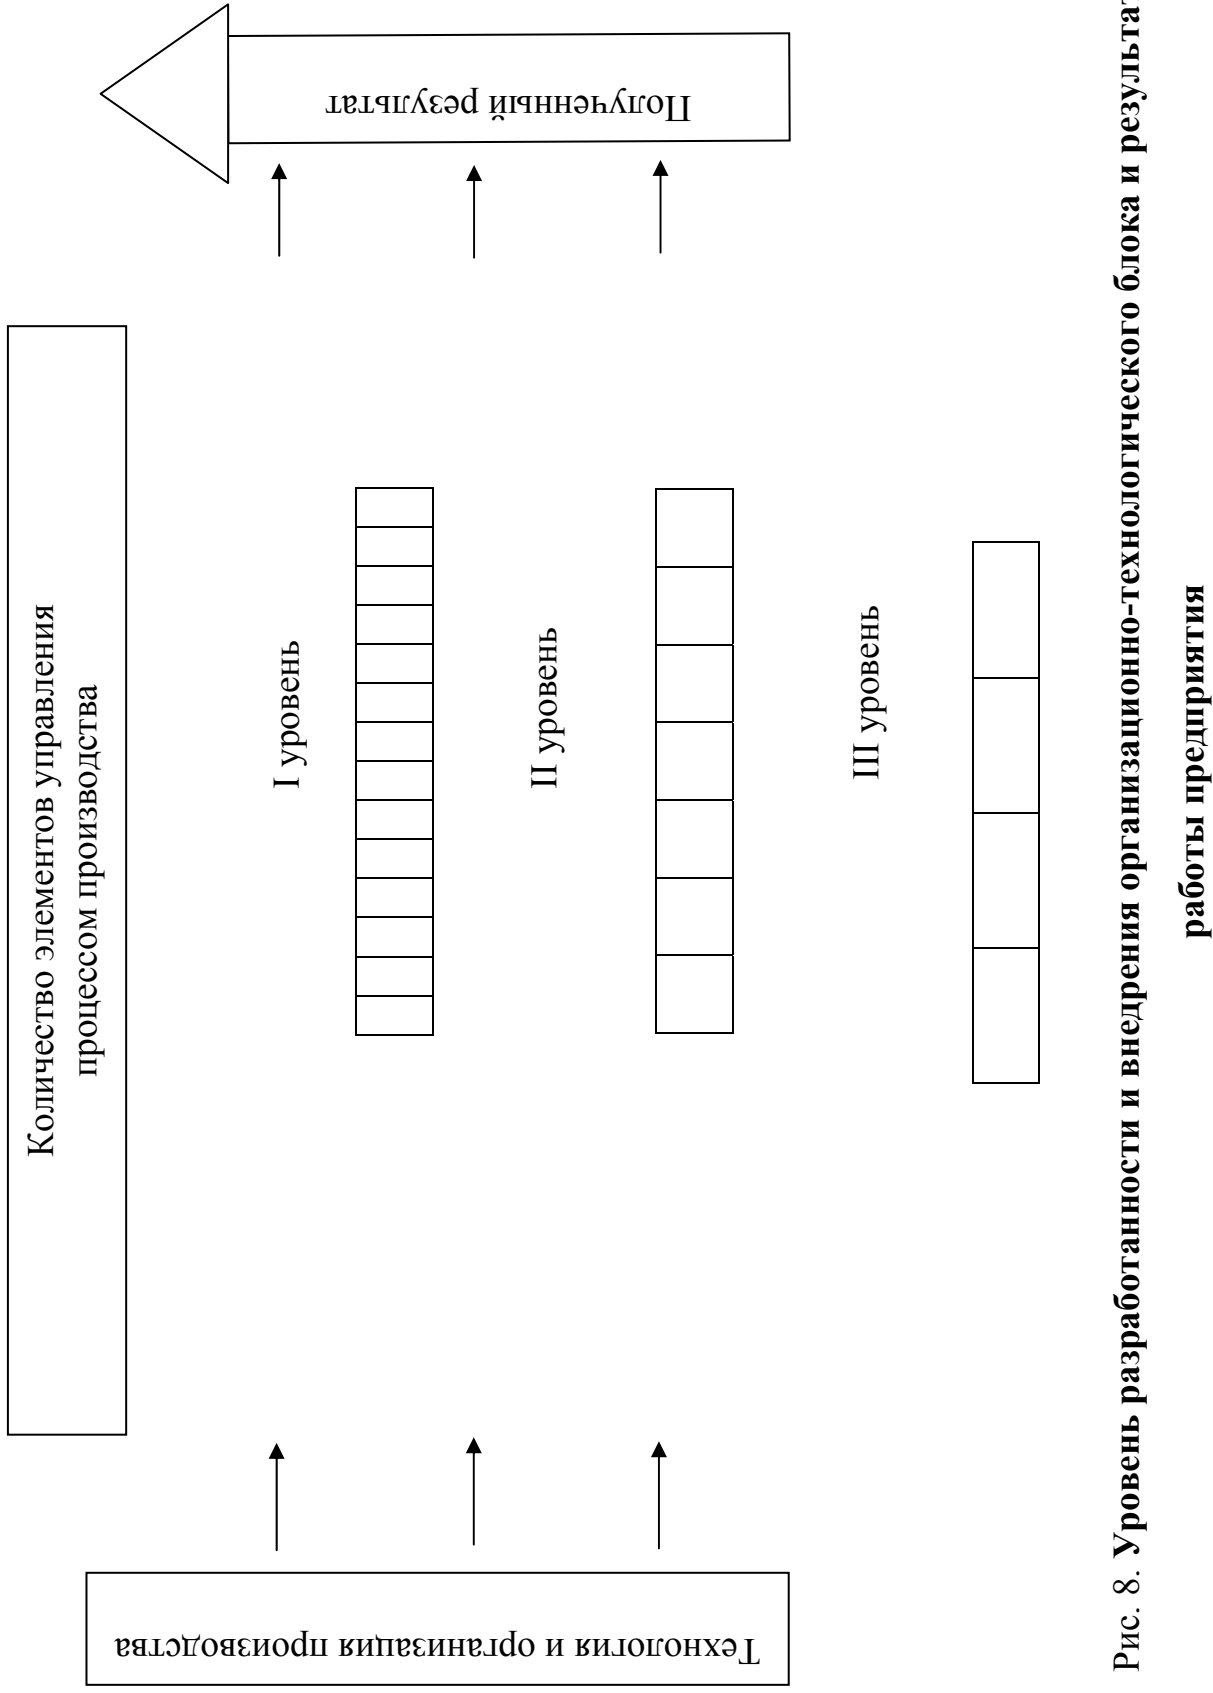 Количество элементов управления
процессом производства
Технология и организация производства
I уровень
II уровень
III уровень
Полученный результат
Рис. 8. Уровень разработанности и внедрения организационно-технологического блока и результат
работы предприятия